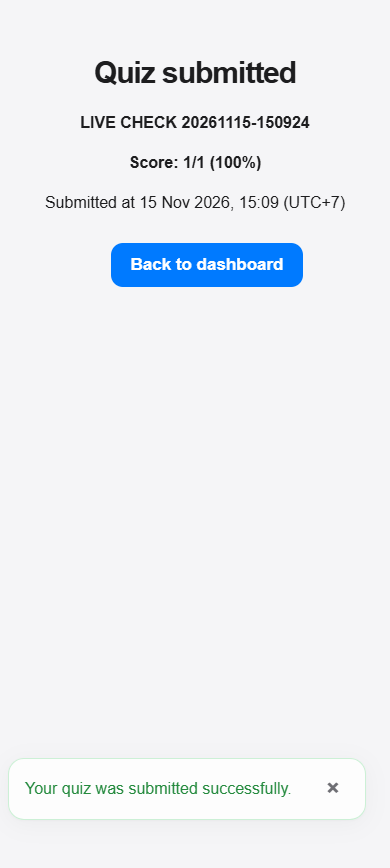 Quiz submitted
LIVE CHECK 20261115-150924
Score: 1/1 (100%)
Submitted at 15 Nov 2026, 15:09 (UTC+7)
Back to dashboard
Your quiz was submitted successfully. ×